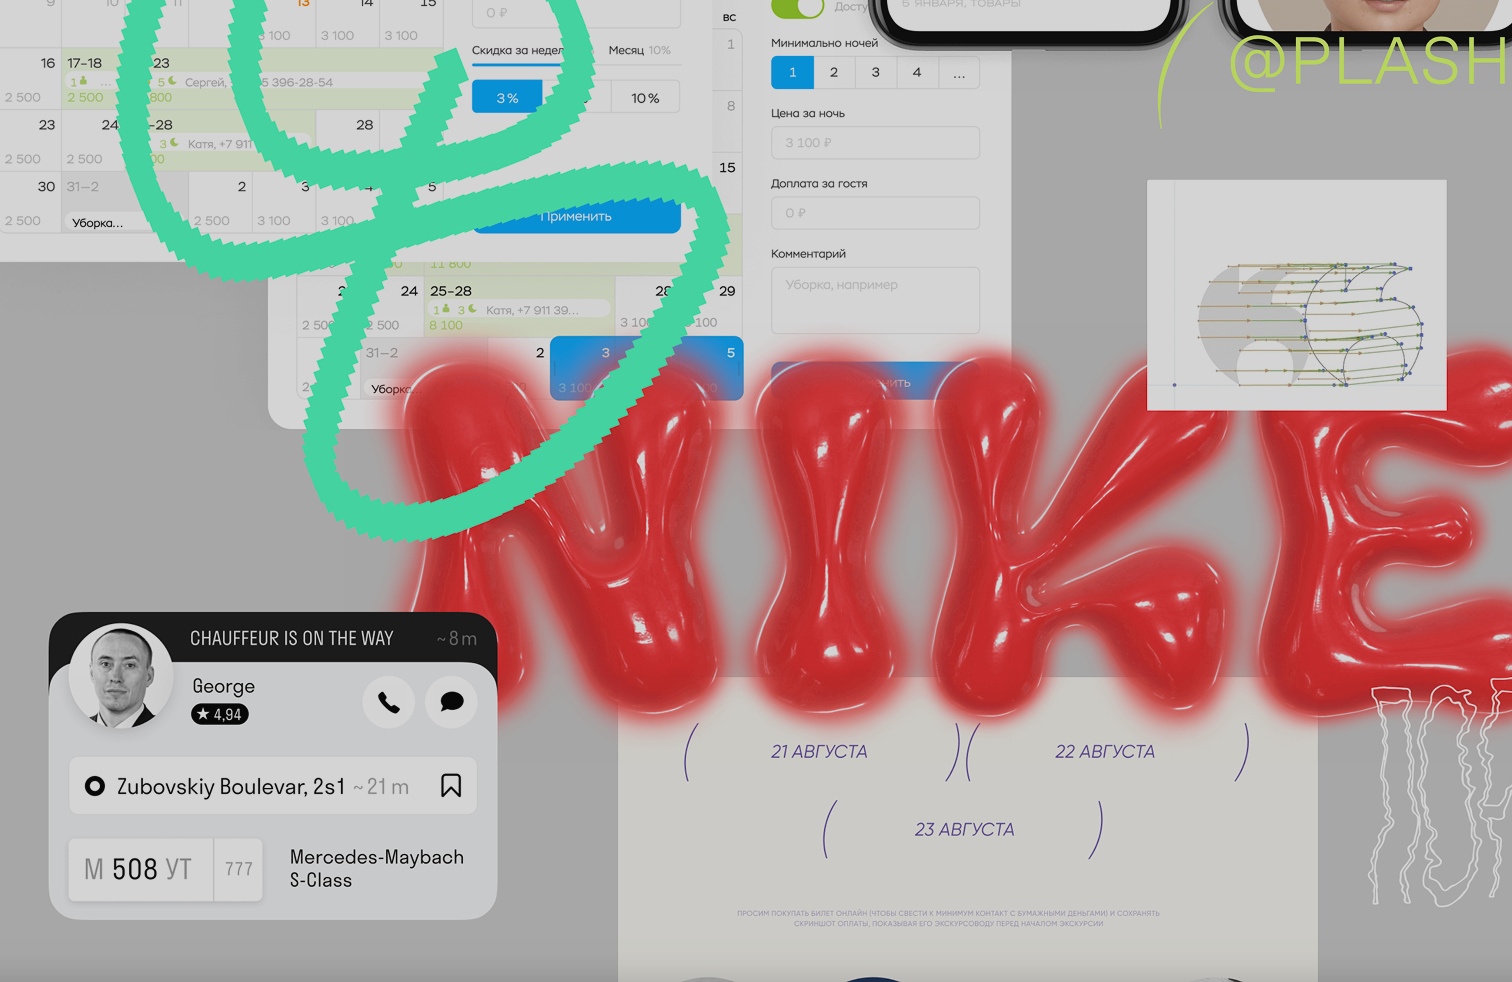 9
10
11
13
14
15
3 100
3 100
3 100
16
17–18
23
1
...
5
Сергей,
5 396-28-54
2 500
2 500
800
23
24
–28
28
3
Катя, +7 911
2 500
2 500
00
30
31–2
2
3
4
5
2 500
Уборка...
2 500
3 100
3 100
0 ₽
Скидка за недел
Месяц 10%
3 %
10 %
Применить
ВС
1
8
15
11 800
24
25–28
28
29
1
3
Катя, +7 911 39...
2 500
2 500
8 100
3 10
100
31–2
2
3
5
Уборка
3 100
00
Досту
6 ЯНВАРЯ, ТОВАРЫ
Минимально ночей
1
2
3
4
...
Цена за ночь
3 100 ₽
Доплата за гостя
0 ₽
Комментарий
Уборка, например
енить
@PLASH
NIKE
CHAUFFEUR IS ON THE WAY
~8 m
George
★ 4,94
Zubovskiy Boulevar, 2s1 ~21 m
М 508 УТ
777
Mercedes-Maybach
S-Class
21 АВГУСТА
22 АВГУСТА
23 АВГУСТА
ПРОСИМ ПОКУПАТЬ БИЛЕТ ОНЛАЙН (ЧТОБЫ СВЕСТИ К МИНИМУМ КОНТАКТ С БУМАЖНЫМИ ДЕНЬГАМИ) И СОХРАНЯТЬ
СКРИНШОТ ОПЛАТЫ, ПОКАЗЫВАЯ ЕГО ЭКСКУРСОВОДУ ПЕРЕД НАЧАЛОМ ЭКСКУРСИИ